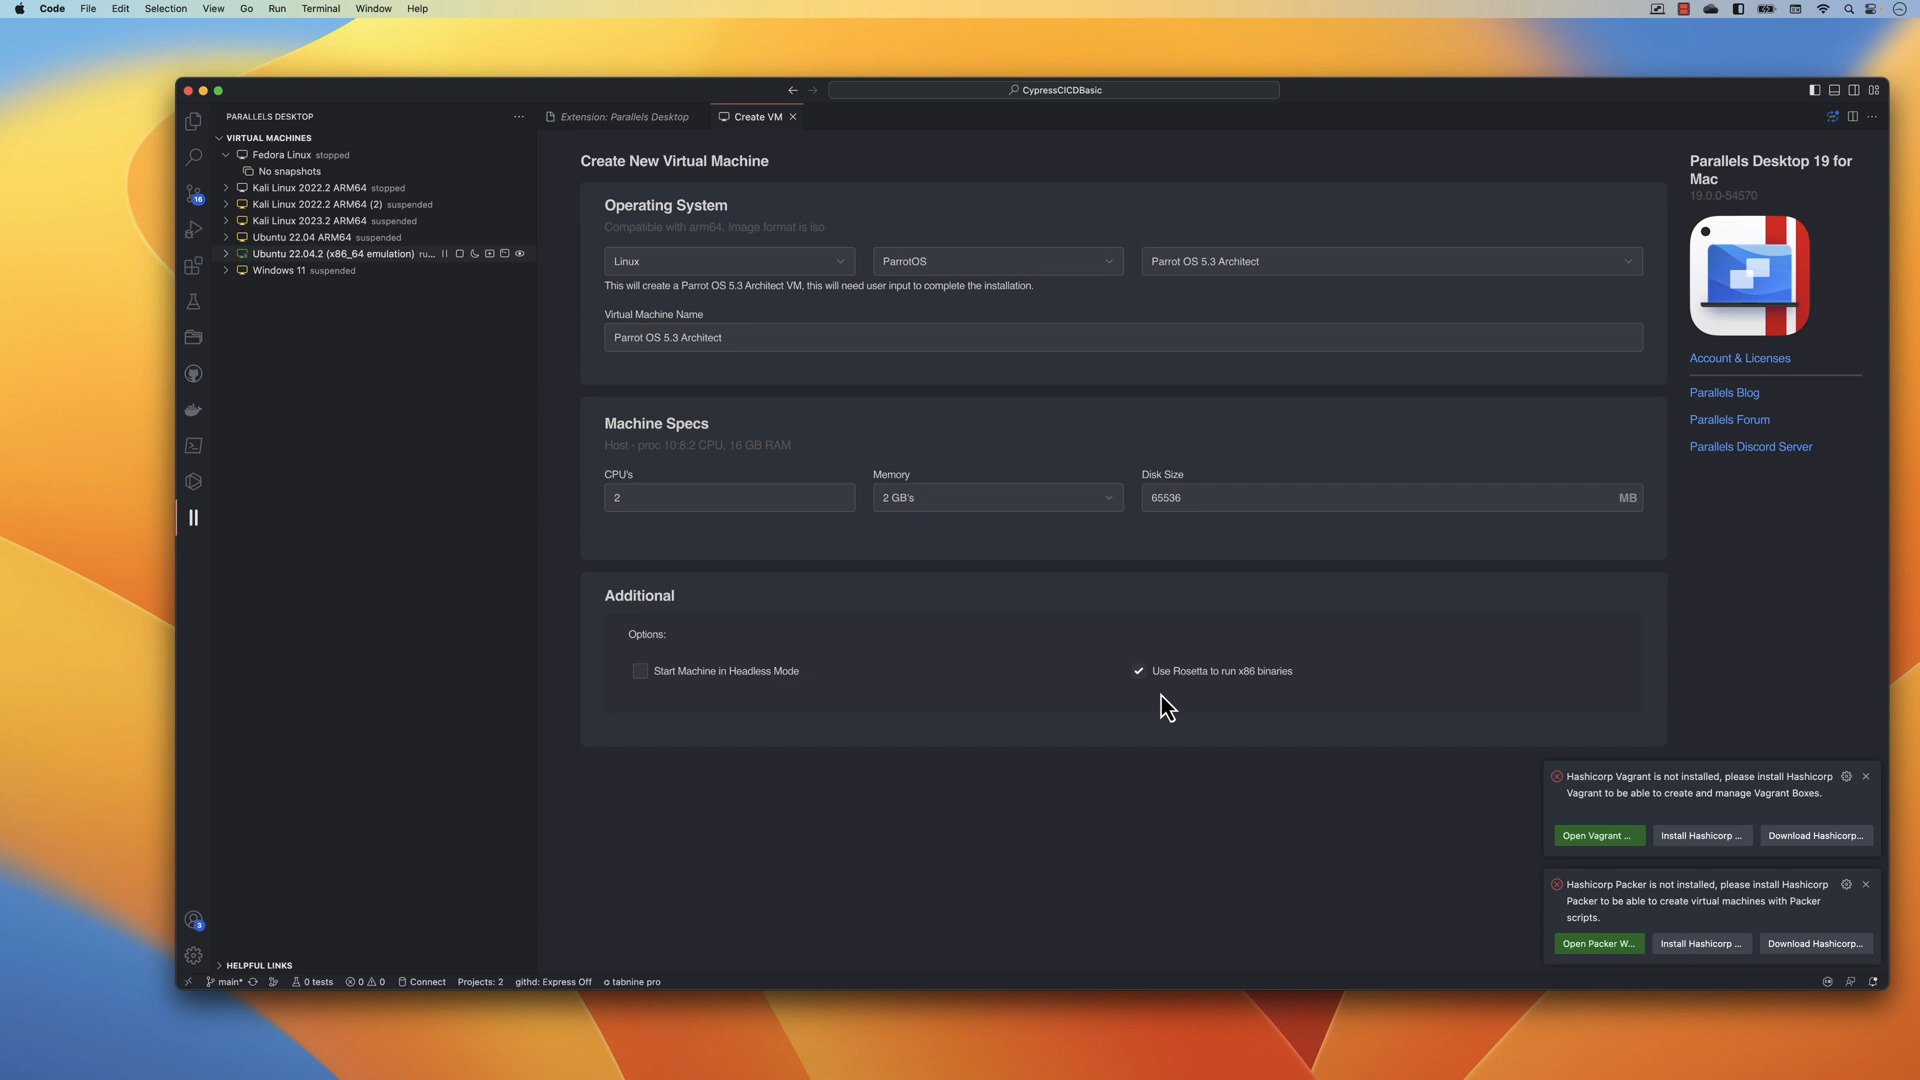 Code File Edit Selection View Go Run Terminal Window Help
CypressCICDBasic
PARALLELS DESKTOP
Extension: Parallels Desktop
Create VM
VIRTUAL MACHINES
Fedora Linux stopped
No snapshots
Kali Linux 2022.2 ARM64 stopped
Kali Linux 2022.2 ARM64 (2) suspended
Kali Linux 2023.2 ARM64 suspended
Ubuntu 22.04 ARM64 suspended
Ubuntu 22.04.2 (x86_64 emulation) ru...
Windows 11 suspended
16
3
HELPFUL LINKS
Create New Virtual Machine
Operating System
Compatible with arm64, Image format is iso
Linux
ParrotOS
Parrot OS 5.3 Architect
This will create a Parrot OS 5.3 Architect VM, this will need user input to complete the installation.
Virtual Machine Name
Parrot OS 5.3 Architect
Machine Specs
Host - proc 10:8:2 CPU, 16 GB RAM
CPU's
Memory
Disk Size
2
2 GB's
65536 MB
Additional
Options:
Start Machine in Headless Mode
Use Rosetta to run x86 binaries
Parallels Desktop 19 for
Mac
19.0.0-54570
Account & Licenses
Parallels Blog
Parallels Forum
Parallels Discord Server
Hashicorp Vagrant is not installed, please install Hashicorp
Vagrant to be able to create and manage Vagrant Boxes.
Open Vagrant ...
Install Hashicorp ...
Download Hashicorp...
Hashicorp Packer is not installed, please install Hashicorp
Packer to be able to create virtual machines with Packer
scripts.
Open Packer W...
Install Hashicorp ...
Download Hashicorp...
main* 0 tests 0 0 Connect Projects: 2 githd: Express Off tabnine pro